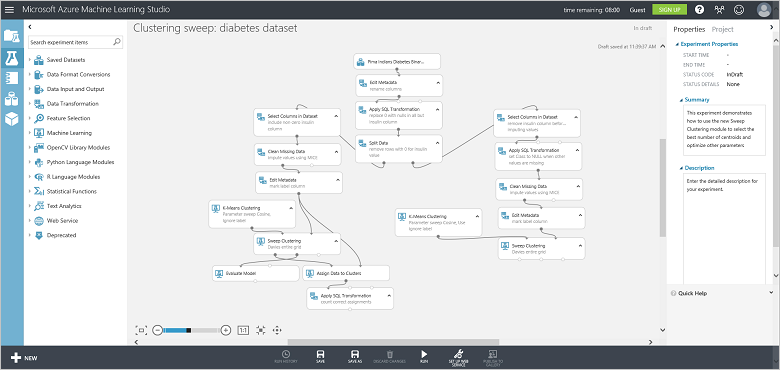 Microsoft Azure Machine Learning Studio
time remaining: 08:00
Guest
SIGN UP
Search experiment items
Saved Datasets
Data Format Conversions
Data Input and Output
Data Transformation
Feature Selection
Machine Learning
OpenCV Library Modules
Python Language Modules
R Language Modules
Statistical Functions
Text Analytics
Web Service
Deprecated
Clustering sweep: diabetes dataset
In draft
Draft saved at 11:39:37 AM
Pima Indians Diabetes Binar...
Edit Metadata
rename columns
Apply SQL Transformation
replace 0 with nulls in all but
insulin column
Split Data
remove rows with 0 for insulin
value
Select Columns in Dataset
include non-zero insulin
column
Clean Missing Data
impute values using MICE
Edit Metadata
mark label column
K-Means Clustering
Parameter sweep Cosine,
Ignore label
Sweep Clustering
Davies entire grid
Evaluate Model
Assign Data to Clusters
Apply SQL Transformation
count correct assignments
Select Columns in Dataset
remove insulin column before
imputing values
Apply SQL Transformation
set Class to NULL when other
values are missing
Clean Missing Data
impute values using MICE
Edit Metadata
mark label column
K-Means Clustering
Parameter sweep Cosine, Use
ignore label
Sweep Clustering
Davies entire grid
1:1
Properties
Project
Experiment Properties
START TIME -
END TIME -
STATUS CODE InDraft
STATUS DETAILS None
Summary
This experiment demonstrates
how to use the new Sweep
Clustering module to select the
best number of centroids and
optimize other parameters
Description
Enter the detailed description for
your experiment.
Quick Help
NEW
RUN HISTORY
SAVE
SAVE AS
DISCARD CHANGES
RUN
SET UP WEB
SERVICE
PUBLISH TO
GALLERY